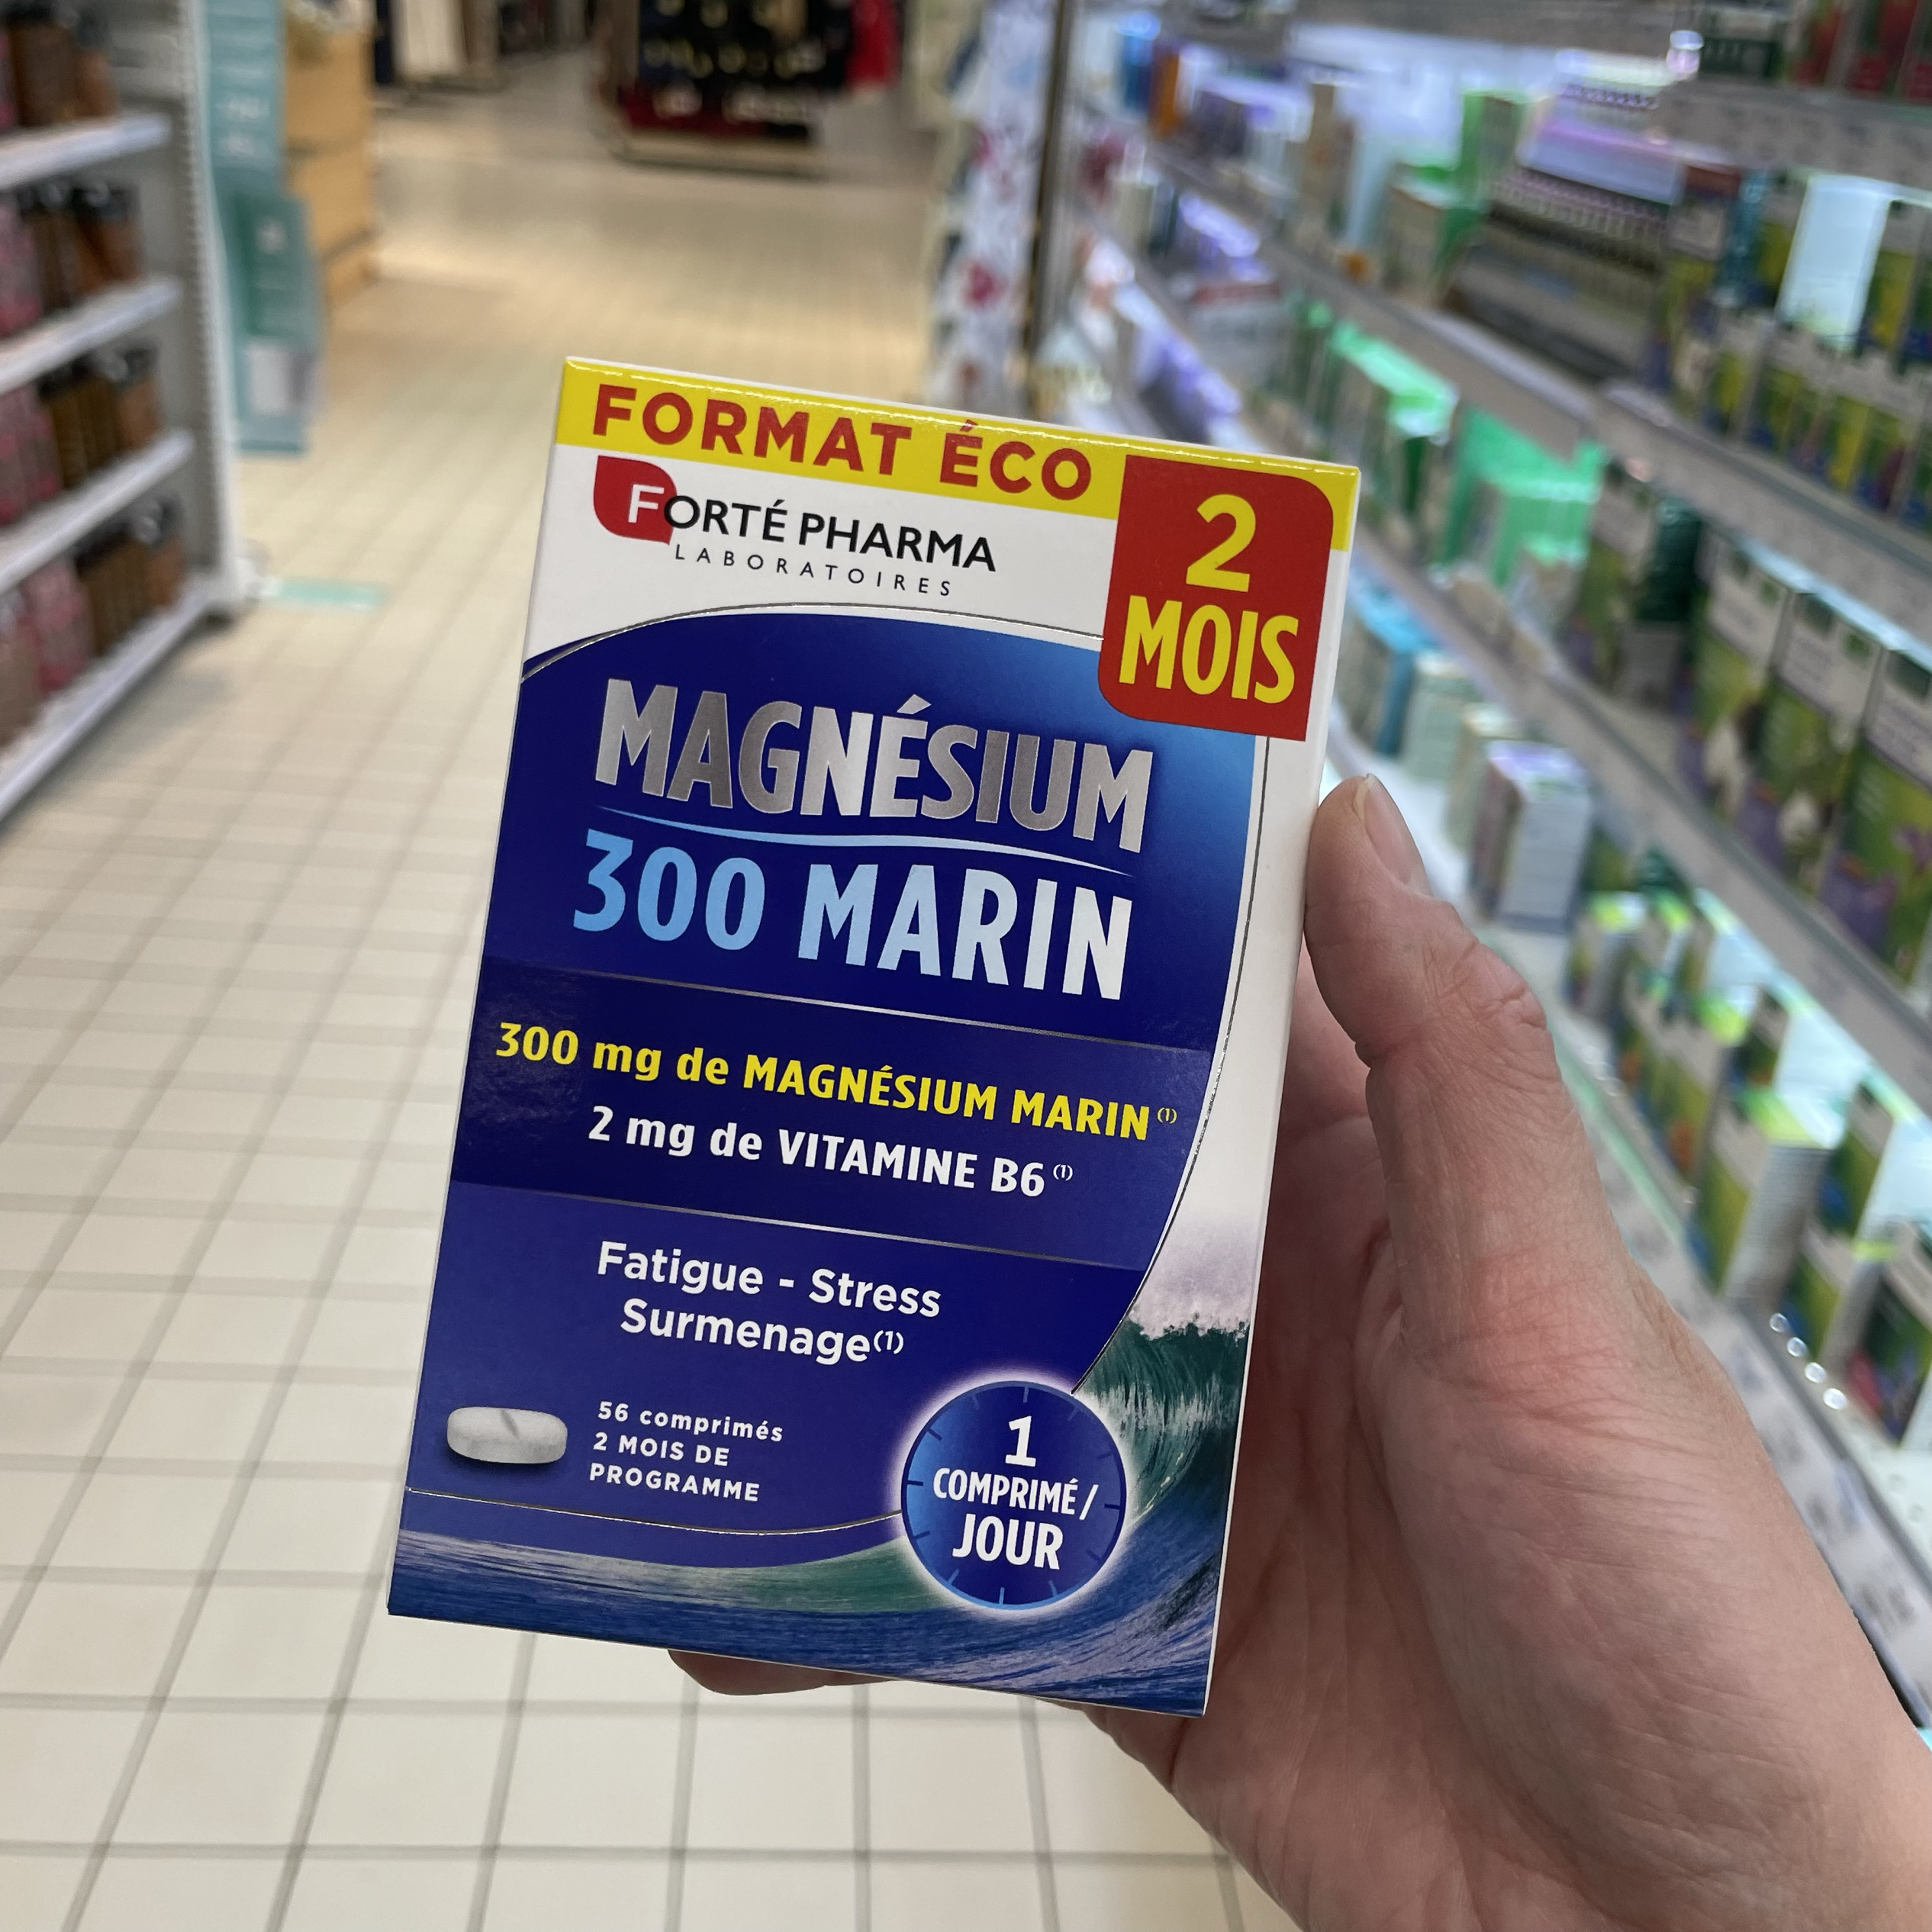 FORMAT ÉCO
2
MOIS
FORTÉ PHARMA
LABORATOIRES
MAGNÉSIUM
300 MARIN
300 mg de MAGNÉSIUM MARIN(1)
2 mg de VITAMINE B6(1)
Fatigue - Stress
Surmenage(1)
56 comprimés
2 MOIS DE
PROGRAMME
1
COMPRIMÉ/
JOUR